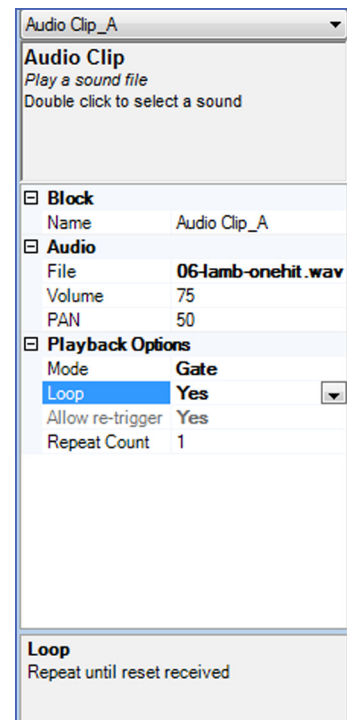 Audio Clip_A
Audio Clip
Play a sound file
Double click to select a sound
Block
Name Audio Clip_A
Audio
File 06-lamb-onehit.wav
Volume 75
PAN 50
Playback Options
Mode Gate
Loop Yes
Allow re-trigger Yes
Repeat Count 1
Loop
Repeat until reset received